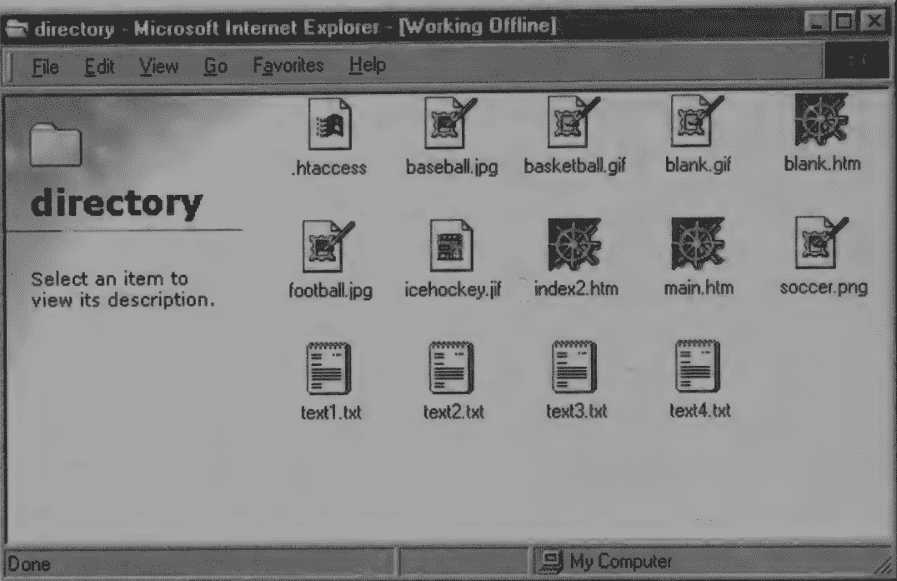 directory - Microsoft Internet Explorer - [Working Offline]
File Edit View Go Favorites Help
directory
Select an item to
view its description.
.htaccess baseball.jpg basketball.gif blank.gif blank.htm
football.jpg icehockey.jif index2.htm main.htm soccer.png
text1.txt text2.txt text3.txt text4.txt
Done My Computer